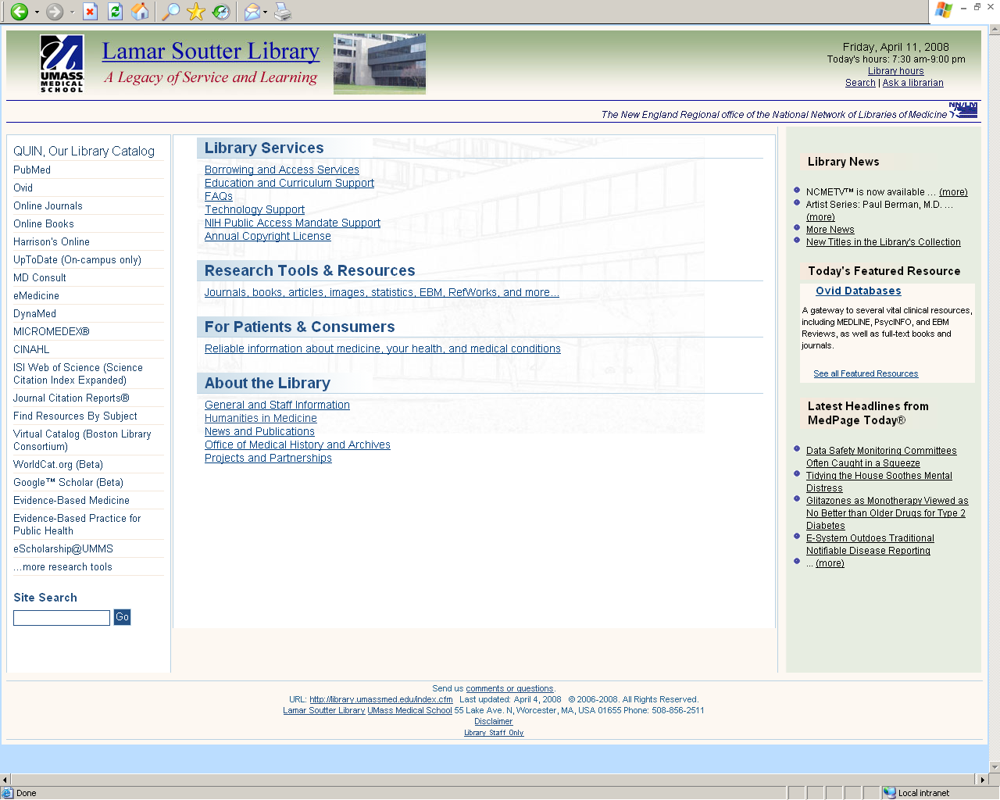 UMASS
MEDICAL
SCHOOL
Lamar Soutter Library
A Legacy of Service and Learning
Friday, April 11, 2008
Today's hours: 7:30 am-9:00 pm
Library hours
Search | Ask a librarian
The New England Regional office of the National Network of Libraries of Medicine
NN/LM
QUIN, Our Library Catalog
PubMed
Ovid
Online Journals
Online Books
Harrison's Online
UpToDate (On-campus only)
MD Consult
eMedicine
DynaMed
MICROMEDEX®
CINAHL
ISI Web of Science (Science
Citation Index Expanded)
Journal Citation Reports®
Find Resources By Subject
Virtual Catalog (Boston Library
Consortium)
WorldCat.org (Beta)
Google™ Scholar (Beta)
Evidence-Based Medicine
Evidence-Based Practice for
Public Health
eScholarship@UMMS
...more research tools
Site Search
Go
Library Services
Borrowing and Access Services
Education and Curriculum Support
FAQs
Technology Support
NIH Public Access Mandate Support
Annual Copyright License
Research Tools & Resources
Journals, books, articles, images, statistics, EBM, RefWorks, and more...
For Patients & Consumers
Reliable information about medicine, your health, and medical conditions
About the Library
General and Staff Information
Humanities in Medicine
News and Publications
Office of Medical History and Archives
Projects and Partnerships
Library News
NCMETV™ is now available ... (more)
Artist Series: Paul Berman, M.D. ...
(more)
More News
New Titles in the Library's Collection
Today's Featured Resource
Ovid Databases
A gateway to several vital clinical resources,
including MEDLINE, PsycINFO, and EBM
Reviews, as well as full-text books and
journals.
See all Featured Resources
Latest Headlines from
MedPage Today®
Data Safety Monitoring Committees
Often Caught in a Squeeze
Tidying the House Soothes Mental
Distress
Glitazones as Monotherapy Viewed as
No Better than Older Drugs for Type 2
Diabetes
E-System Outdoes Traditional
Notifiable Disease Reporting
... (more)
Send us comments or questions.
URL: http://library.umassmed.edu/index.cfm Last updated: April 4, 2008 © 2006-2008. All Rights Reserved.
Lamar Soutter Library UMass Medical School 55 Lake Ave. N, Worcester, MA, USA 01655 Phone: 508-856-2511
Disclaimer
Library Staff Only
Done
Local intranet